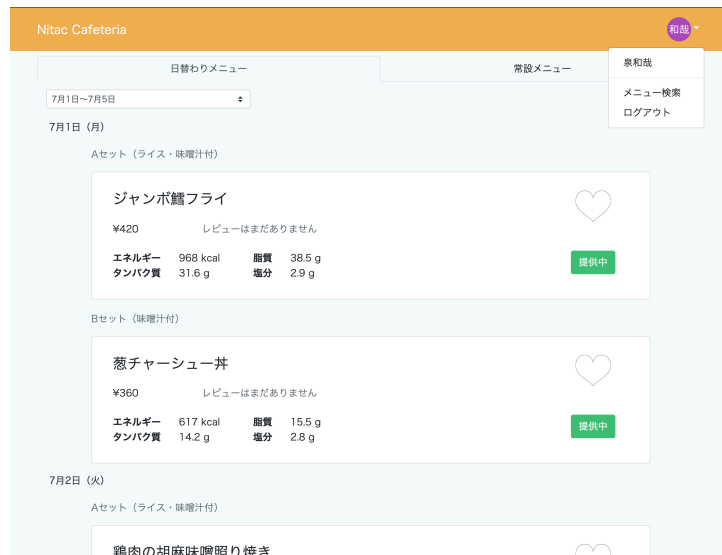 Nitac Cafeteria
和哉
泉和哉
メニュー検索
ログアウト
日替わりメニュー
常設メニュー
7月1日〜7月5日
7月1日（月）
Aセット（ライス・味噌汁付）
ジャンボ鱈フライ
¥420 レビューはまだありません
エネルギー 968 kcal 脂質 38.5 g
タンパク質 31.6 g 塩分 2.9 g
提供中
Bセット（味噌汁付）
葱チャーシュー丼
¥360 レビューはまだありません
エネルギー 617 kcal 脂質 15.5 g
タンパク質 14.2 g 塩分 2.8 g
提供中
7月2日（火）
Aセット（ライス・味噌汁付）
鶏肉の胡麻味噌照り焼き